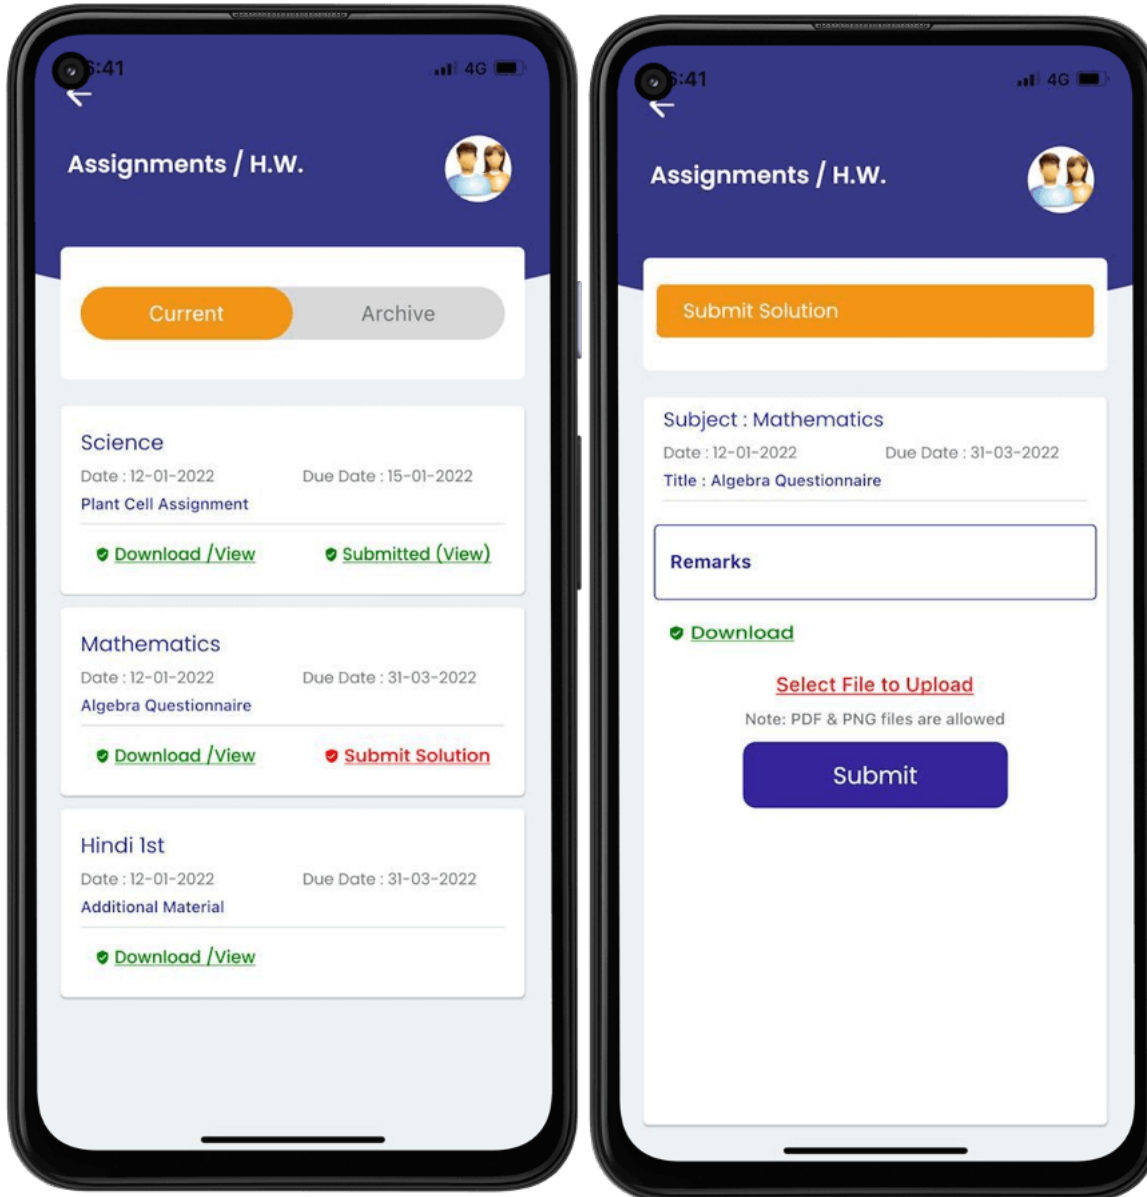 6:41 4G
Assignments / H.W.
Current Archive
Science
Date : 12-01-2022 Due Date : 15-01-2022
Plant Cell Assignment
Download /View Submitted (View)
Mathematics
Date : 12-01-2022 Due Date : 31-03-2022
Algebra Questionnaire
Download /View Submit Solution
Hindi 1st
Date : 12-01-2022 Due Date : 31-03-2022
Additional Material
Download /View
:41 4G
Assignments / H.W.
Submit Solution
Subject : Mathematics
Date : 12-01-2022 Due Date : 31-03-2022
Title : Algebra Questionnaire
Remarks
Download
Select File to Upload
Note: PDF & PNG files are allowed
Submit